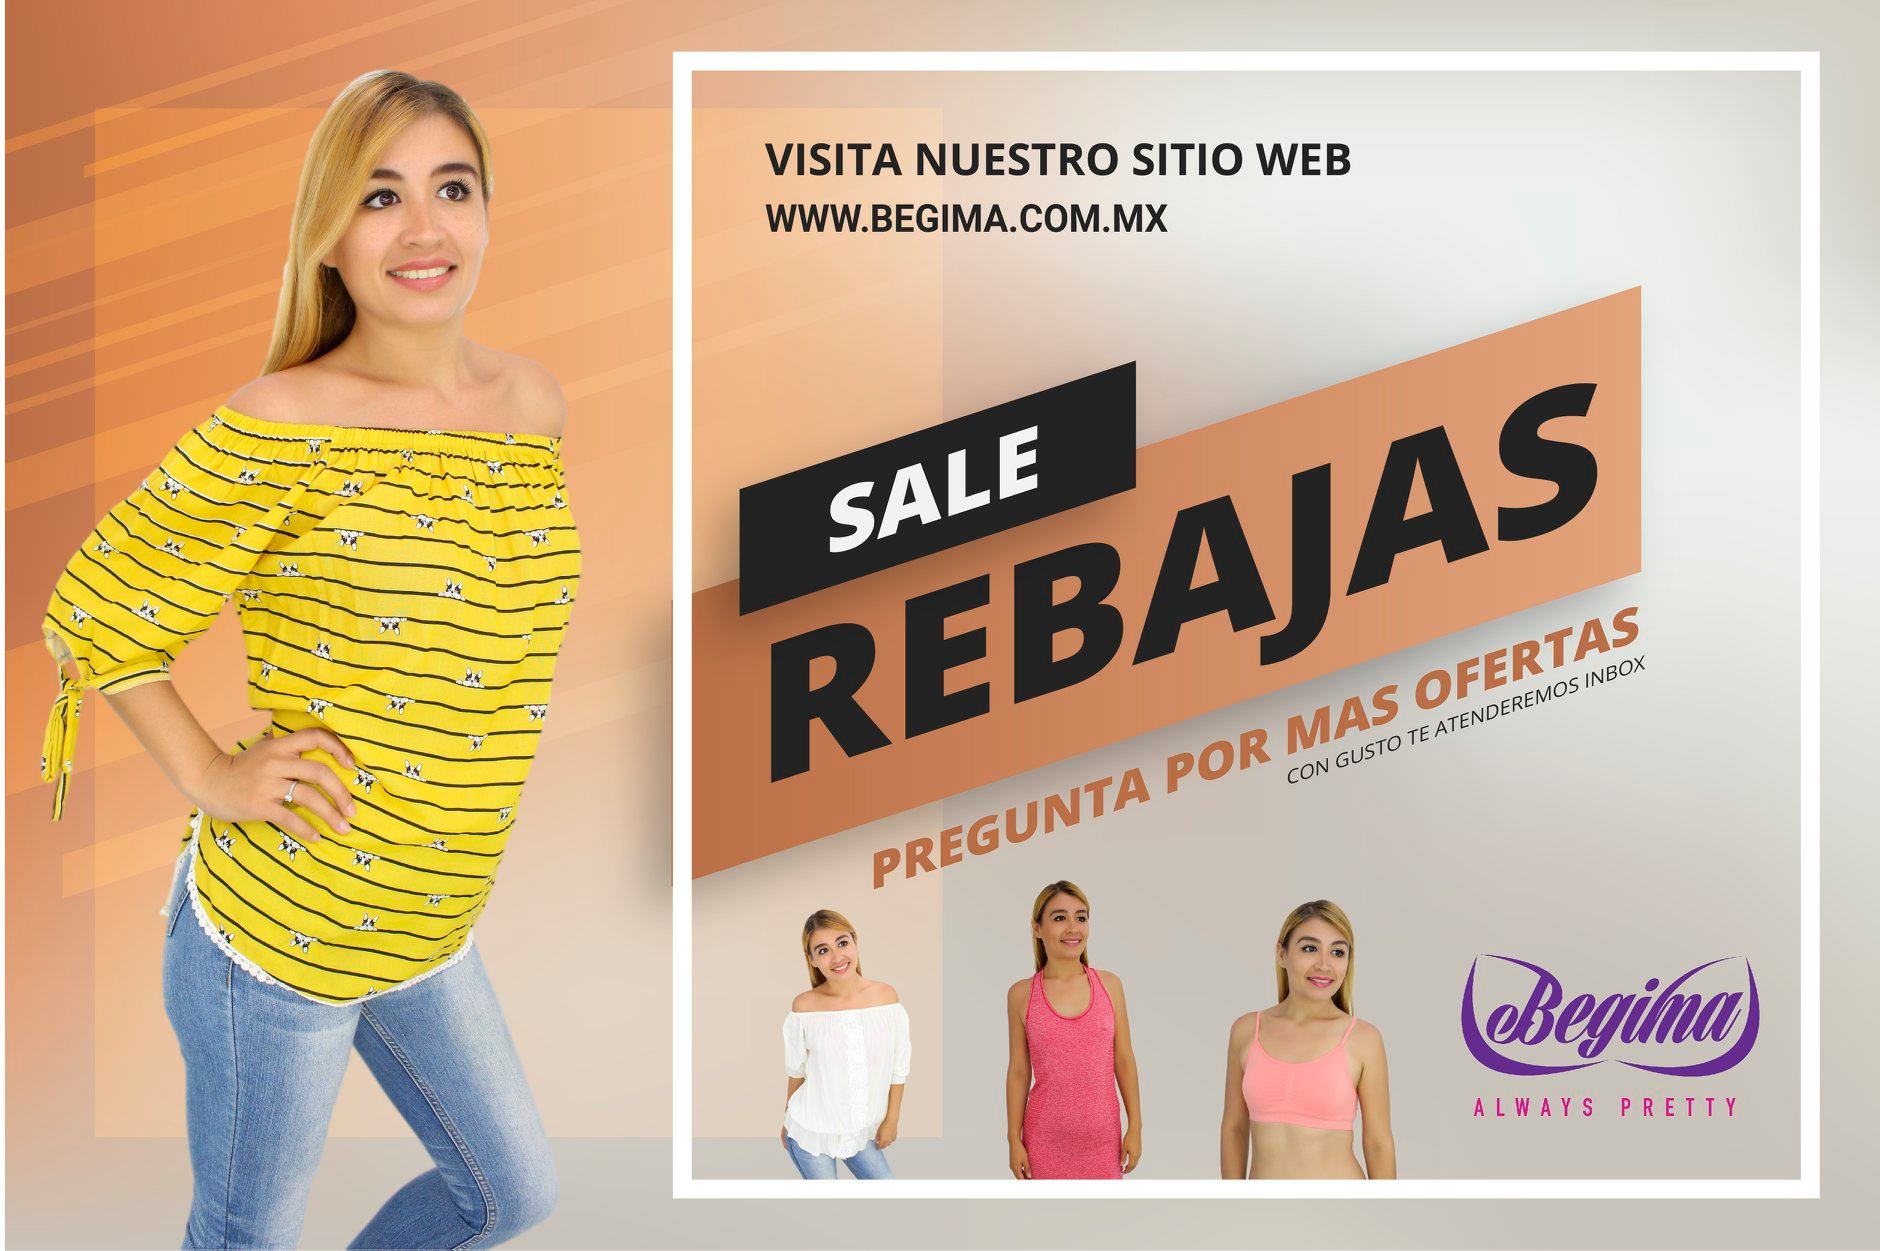 VISITA NUESTRO SITIO WEB
WWW.BEGIMA.COM.MX
SALE
REBAJAS
PREGUNTA POR MAS OFERTAS
CON GUSTO TE ATENDEREMOS INBOX
Begima
ALWAYS PRETTY